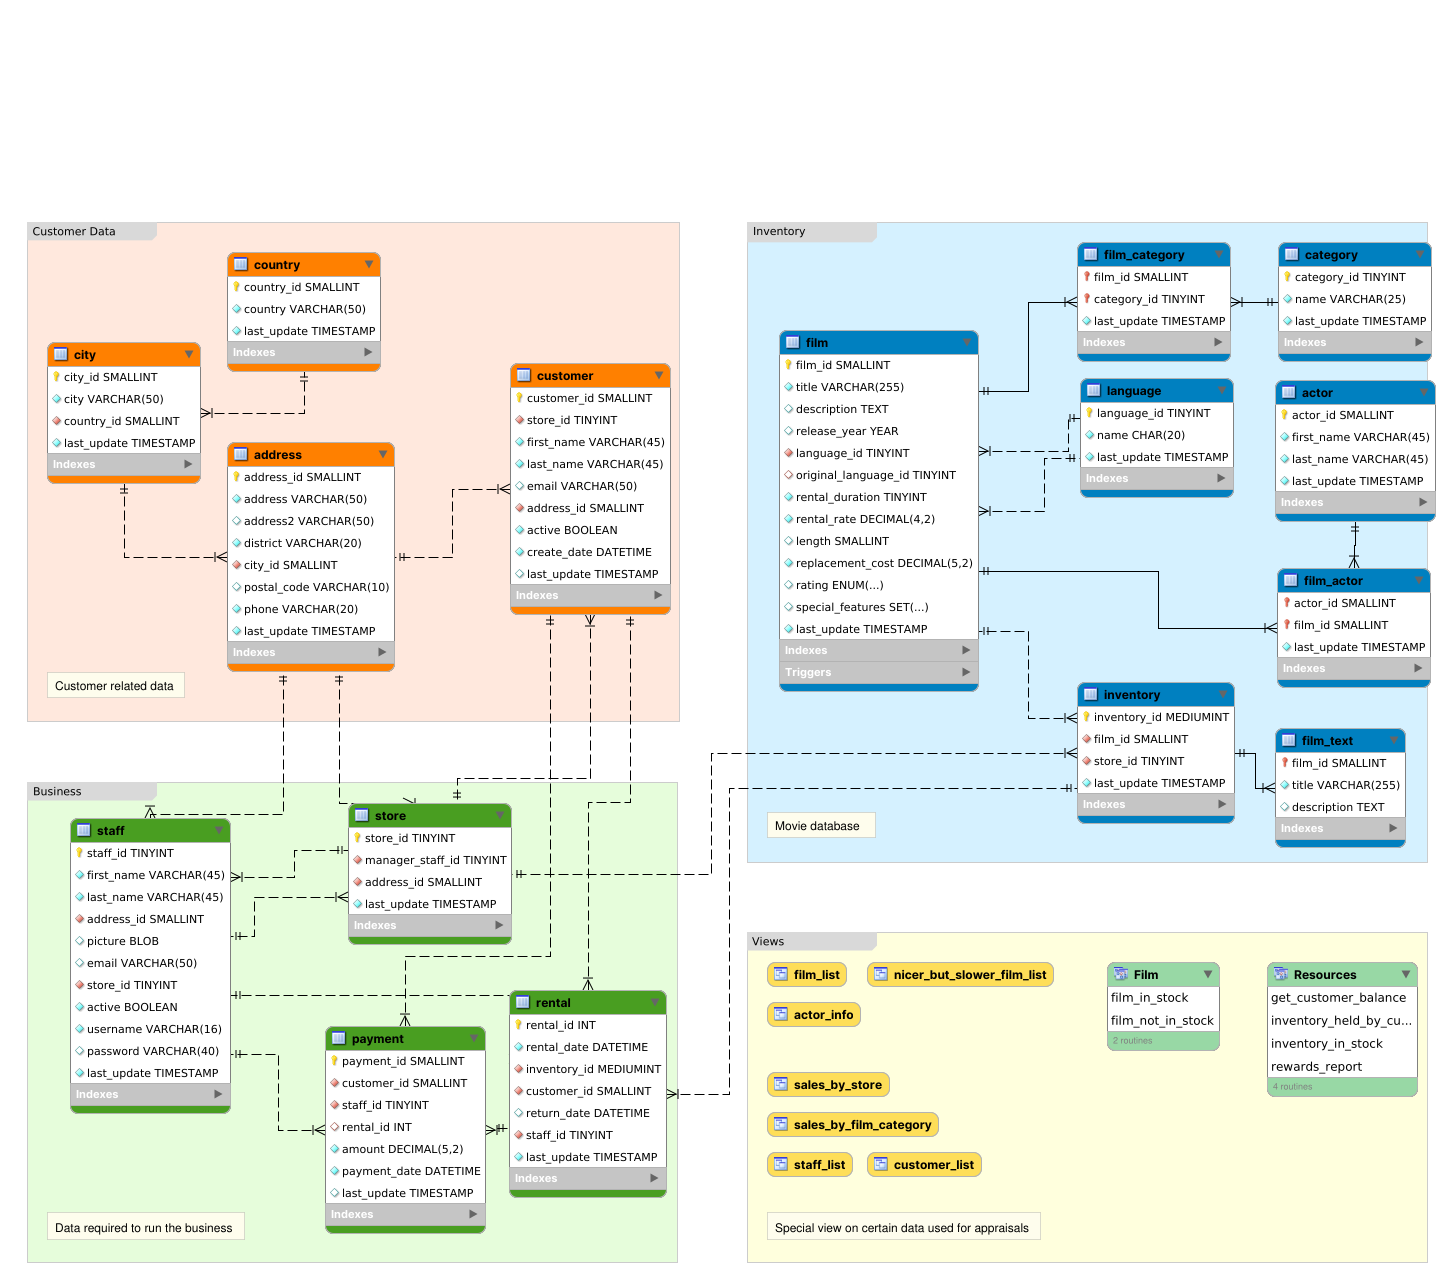 Customer Data
country
country_id SMALLINT
country VARCHAR(50)
last_update TIMESTAMP
Indexes
city
city_id SMALLINT
city VARCHAR(50)
country_id SMALLINT
last_update TIMESTAMP
Indexes
customer
customer_id SMALLINT
store_id TINYINT
first_name VARCHAR(45)
last_name VARCHAR(45)
email VARCHAR(50)
address_id SMALLINT
active BOOLEAN
create_date DATETIME
last_update TIMESTAMP
Indexes
address
address_id SMALLINT
address VARCHAR(50)
address2 VARCHAR(50)
district VARCHAR(20)
city_id SMALLINT
postal_code VARCHAR(10)
phone VARCHAR(20)
last_update TIMESTAMP
Indexes
Customer related data
Inventory
film_category
film_id SMALLINT
category_id TINYINT
last_update TIMESTAMP
Indexes
category
category_id TINYINT
name VARCHAR(25)
last_update TIMESTAMP
Indexes
film
film_id SMALLINT
title VARCHAR(255)
description TEXT
release_year YEAR
language_id TINYINT
original_language_id TINYINT
rental_duration TINYINT
rental_rate DECIMAL(4,2)
length SMALLINT
replacement_cost DECIMAL(5,2)
rating ENUM(...)
special_features SET(...)
last_update TIMESTAMP
Indexes
Triggers
language
language_id TINYINT
name CHAR(20)
last_update TIMESTAMP
Indexes
actor
actor_id SMALLINT
first_name VARCHAR(45)
last_name VARCHAR(45)
last_update TIMESTAMP
Indexes
film_actor
actor_id SMALLINT
film_id SMALLINT
last_update TIMESTAMP
Indexes
inventory
inventory_id MEDIUMINT
film_id SMALLINT
store_id TINYINT
last_update TIMESTAMP
Indexes
film_text
film_id SMALLINT
title VARCHAR(255)
description TEXT
Indexes
Movie database
Business
staff
staff_id TINYINT
first_name VARCHAR(45)
last_name VARCHAR(45)
address_id SMALLINT
picture BLOB
email VARCHAR(50)
store_id TINYINT
active BOOLEAN
username VARCHAR(16)
password VARCHAR(40)
last_update TIMESTAMP
Indexes
store
store_id TINYINT
manager_staff_id TINYINT
address_id SMALLINT
last_update TIMESTAMP
Indexes
rental
rental_id INT
rental_date DATETIME
inventory_id MEDIUMINT
customer_id SMALLINT
return_date DATETIME
staff_id TINYINT
last_update TIMESTAMP
Indexes
payment
payment_id SMALLINT
customer_id SMALLINT
staff_id TINYINT
rental_id INT
amount DECIMAL(5,2)
payment_date DATETIME
last_update TIMESTAMP
Indexes
Data required to run the business
Views
film_list
nicer_but_slower_film_list
actor_info
sales_by_store
sales_by_film_category
staff_list
customer_list
Film
film_in_stock
film_not_in_stock
2 routines
Resources
get_customer_balance
inventory_held_by_cu...
inventory_in_stock
rewards_report
4 routines
Special view on certain data used for appraisals